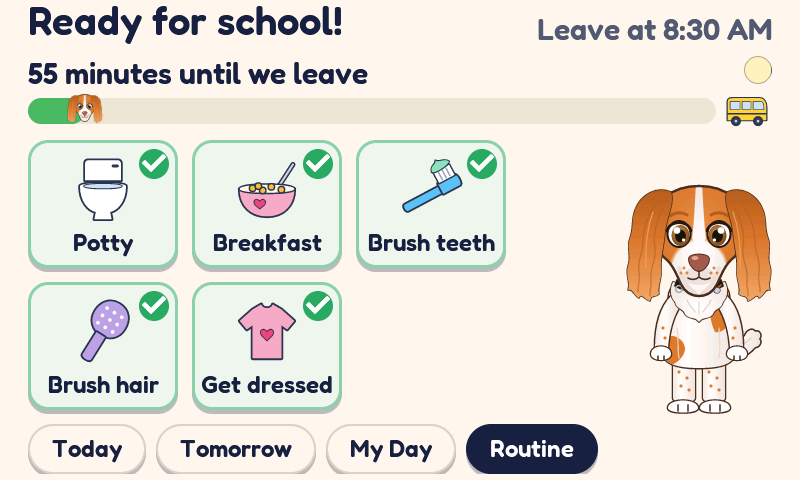 Ready for school!
Leave at 8:30 AM
55 minutes until we leave
Potty
Breakfast
Brush teeth
Brush hair
Get dressed
Today
Tomorrow
My Day
Routine